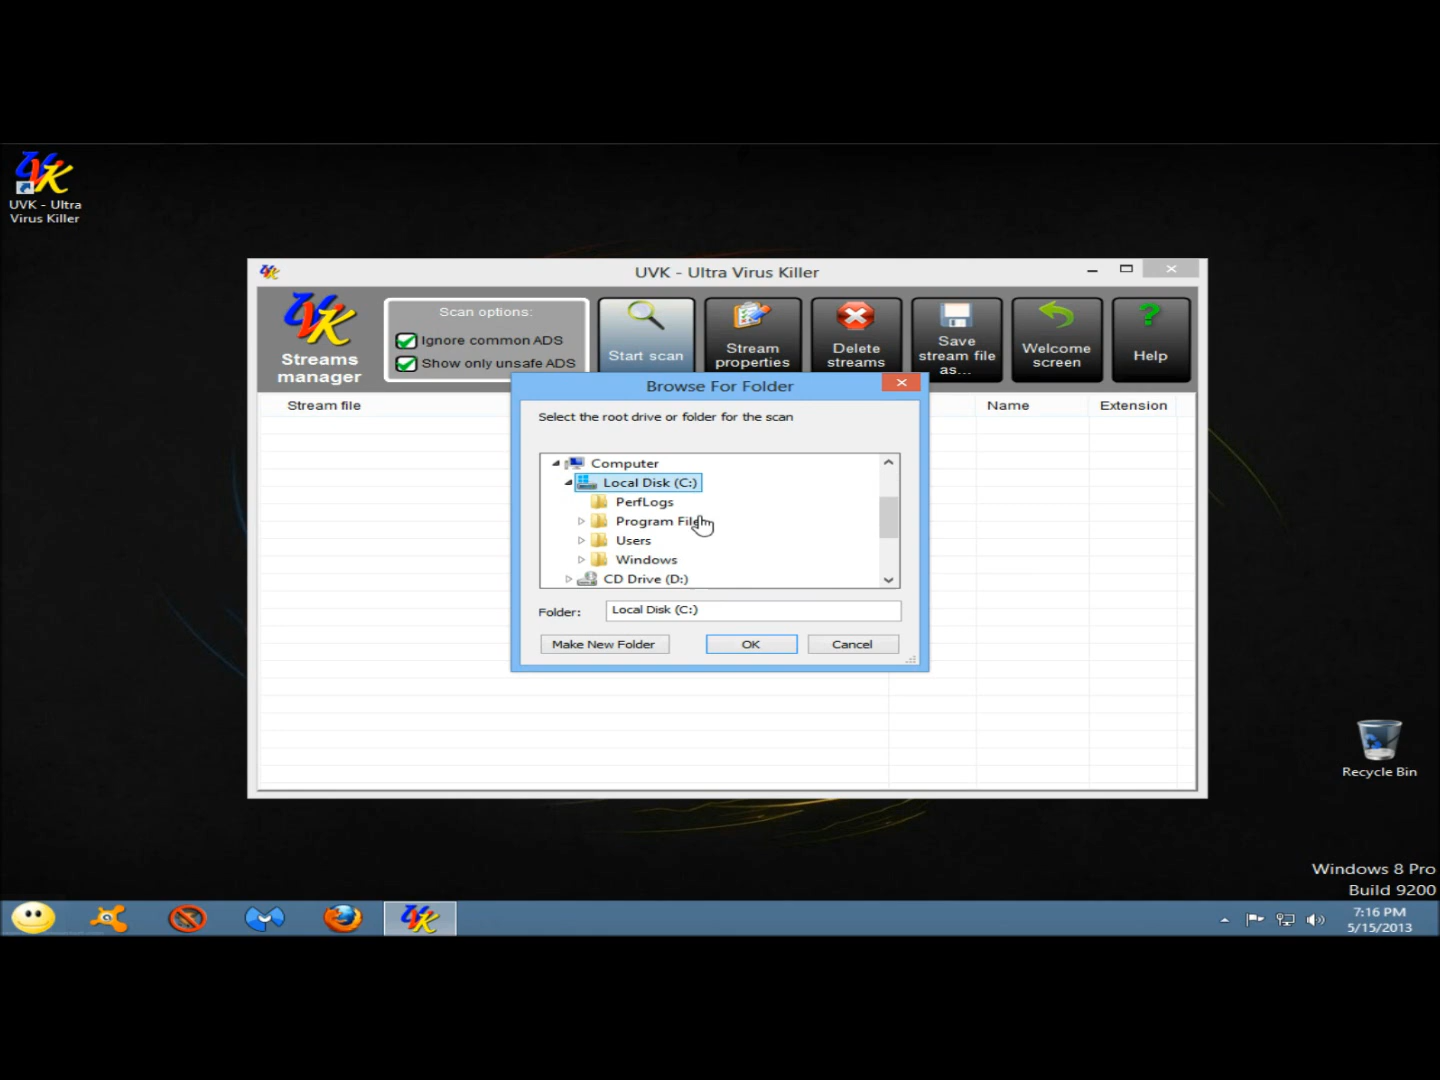 UVK - Ultra
Virus Killer
UVK - Ultra Virus Killer
UVK
Streams
manager
Scan options:
Ignore common ADS
Show only unsafe ADS
Start scan
Stream
properties
Delete
streams
Save
stream file
as...
Welcome
screen
Help
Stream file
Name
Extension
Browse For Folder
Select the root drive or folder for the scan
Computer
Local Disk (C:)
PerfLogs
Program Files
Users
Windows
CD Drive (D:)
Folder:
Local Disk (C:)
Make New Folder
OK
Cancel
Recycle Bin
Windows 8 Pro
Build 9200
7:16 PM
5/15/2013